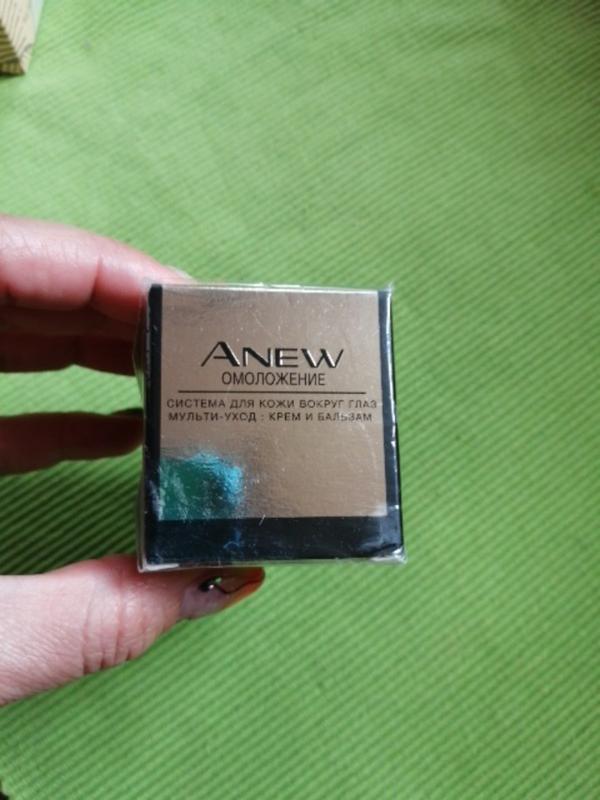 ANEW
ОМОЛОЖЕНИЕ
СИСТЕМА ДЛЯ КОЖИ ВОКРУГ ГЛАЗ
МУЛЬТИ-УХОД : КРЕМ И БАЛЬЗАМ